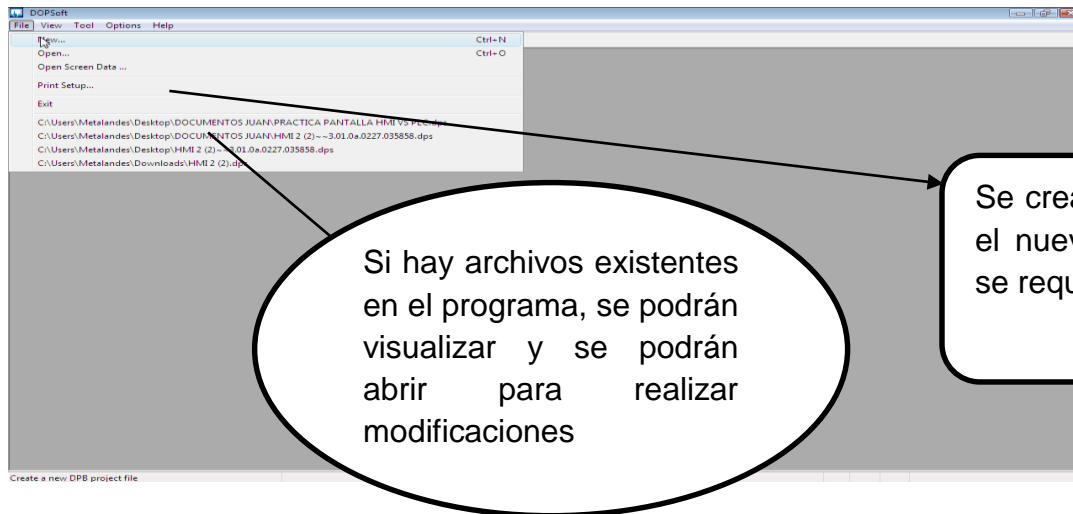 DOPSoft
File View Tool Options Help
New... Ctrl+N
Open... Ctrl+O
Open Screen Data ...
Print Setup...
Exit
C:\Users\Metalandes\Desktop\DOCUMENTOS JUAN\PRACTICA PANTALLA HMI VS PLC.dps
C:\Users\Metalandes\Desktop\DOCUMENTOS JUAN\HMI 2 (2)~~3.01.0a.0227.035858.dps
C:\Users\Metalandes\Desktop\HMI 2 (2)~~3.01.0a.0227.035858.dps
C:\Users\Metalandes\Downloads\HMI 2 (2).dps
Se crea
el nuev
se requ
Si hay archivos existentes
en el programa, se podrán
visualizar y se podrán
abrir para realizar
modificaciones
Create a new DPB project file